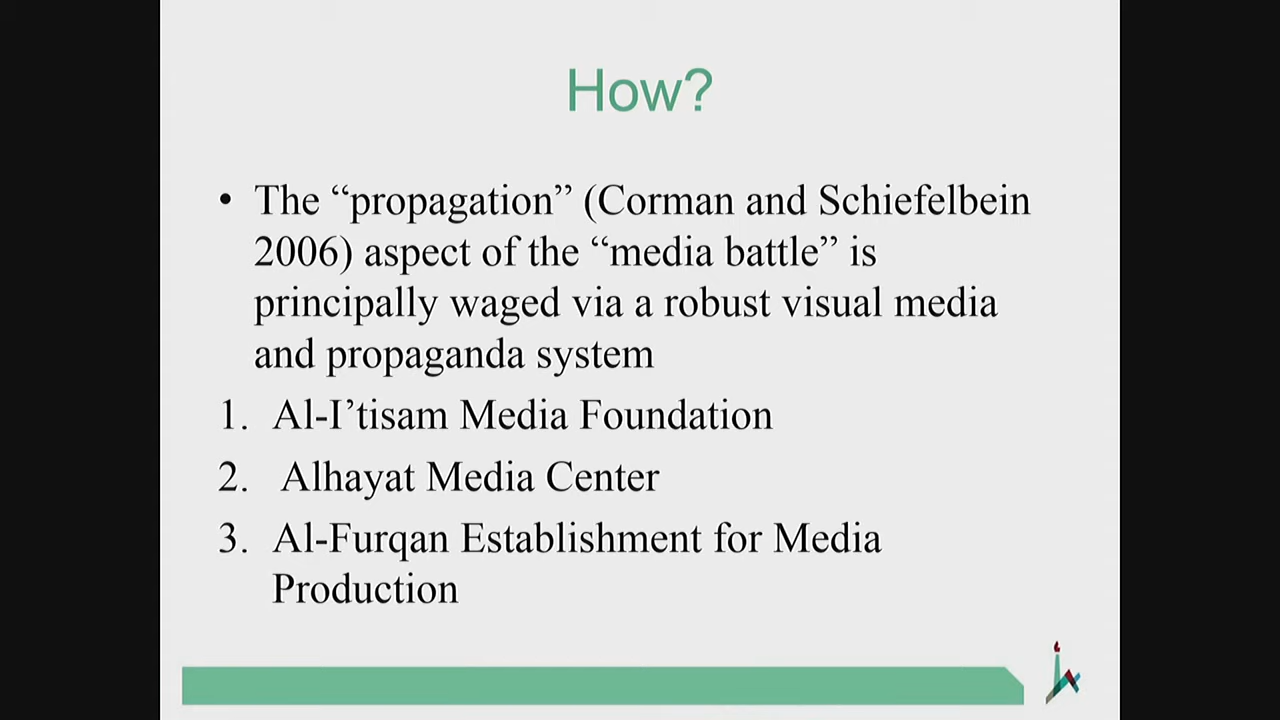 How?
• The “propagation” (Corman and Schiefelbein
2006) aspect of the “media battle” is
principally waged via a robust visual media
and propaganda system
1. Al-I’tisam Media Foundation
2. Alhayat Media Center
3. Al-Furqan Establishment for Media
Production